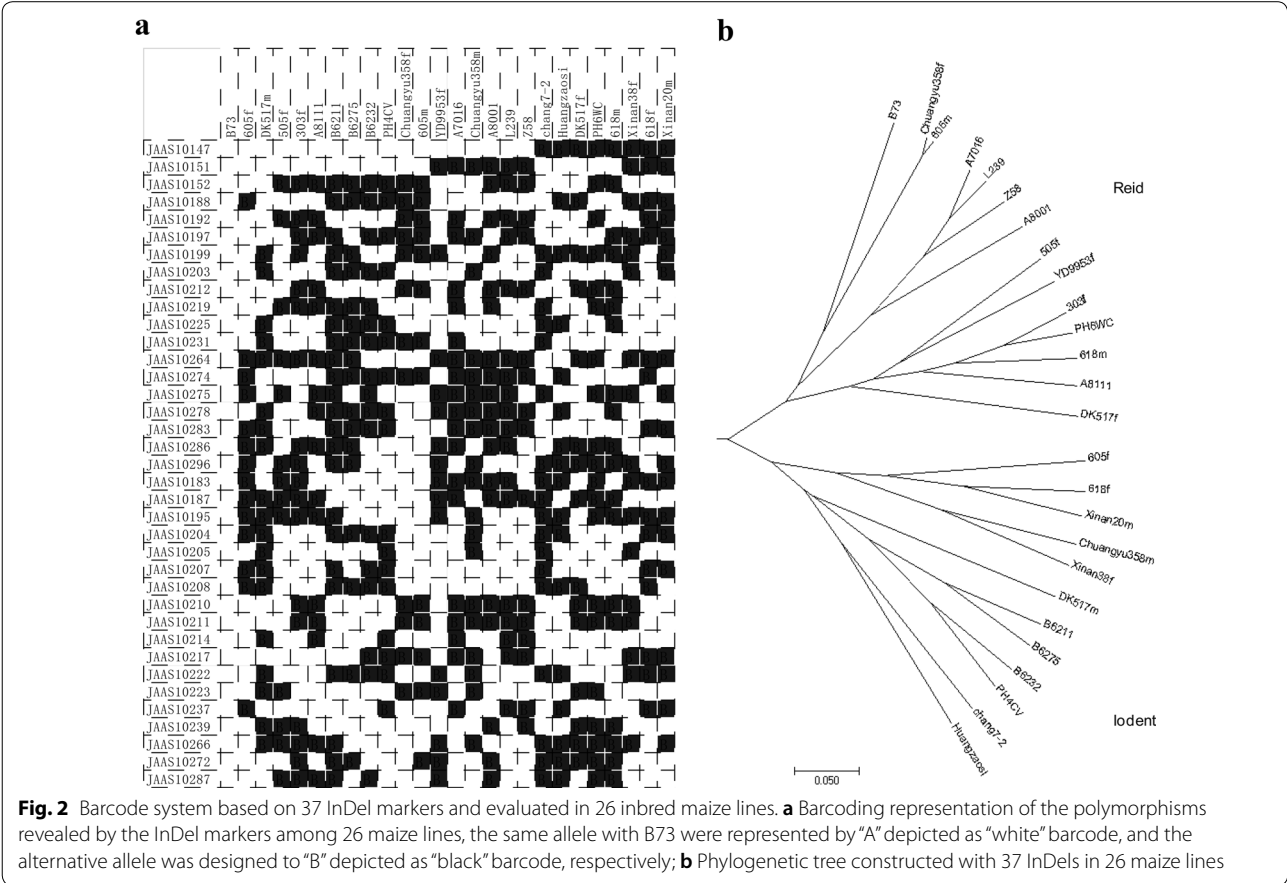 a
b
B73
605f
DK517m
505f
303f
A8111
B6211
B6275
B6232
PH4CV
Chuangyu358f
605m
YD9953f
A7016
Chuangyu358m
A8001
L239
Z58
chang7-2
Huangzaosi
DK517f
PH6WC
618m
Xinan38f
618f
Xinan20m
JAAS10147
JAAS10151
JAAS10152
JAAS10188
JAAS10192
JAAS10197
JAAS10199
JAAS10203
JAAS10212
JAAS10219
JAAS10225
JAAS10231
JAAS10264
JAAS10274
JAAS10275
JAAS10278
JAAS10283
JAAS10286
JAAS10296
JAAS10183
JAAS10187
JAAS10195
JAAS10204
JAAS10205
JAAS10207
JAAS10208
JAAS10210
JAAS10211
JAAS10214
JAAS10217
JAAS10222
JAAS10223
JAAS10237
JAAS10239
JAAS10266
JAAS10272
JAAS10287
B73
Chuangyu358f
605m
A7016
L239
Z58
A8001
505f
YD9953f
303f
PH6WC
618m
A8111
DK517f
605f
618f
Xinan20m
Chuangyu358m
Xinan38f
DK517m
B6211
B6275
B6232
PH4CV
chang7-2
Huangzaosi
Reid
Iodent
0.050
Fig. 2 Barcode system based on 37 InDel markers and evaluated in 26 inbred maize lines. a Barcoding representation of the polymorphisms
revealed by the InDel markers among 26 maize lines, the same allele with B73 were represented by "A" depicted as "white" barcode, and the
alternative allele was designed to "B" depicted as "black" barcode, respectively; b Phylogenetic tree constructed with 37 InDels in 26 maize lines